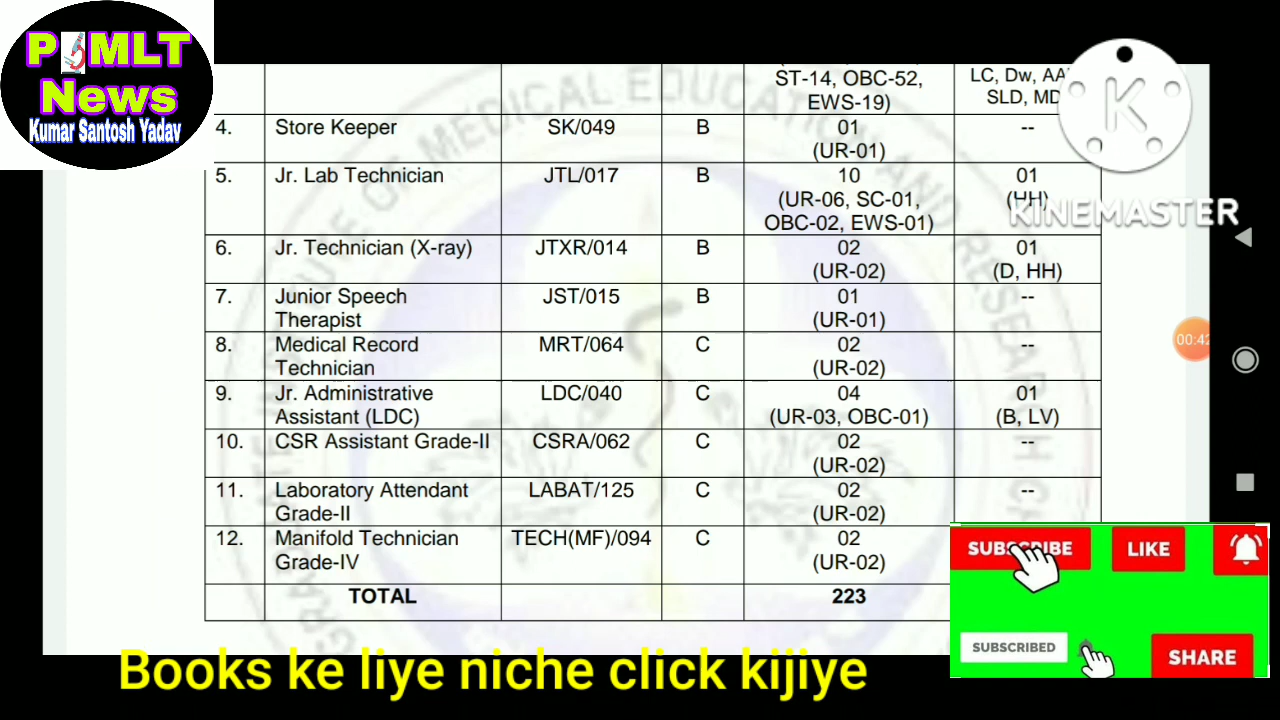 P MLT
News
Kumar Santosh Yadav
ST-14, OBC-52,
EWS-19)
LC, Dw,
SLD, MD
4. Store Keeper SK/049 B 01 --
(UR-01)
5. Jr. Lab Technician JTL/017 B 10 01
(UR-06, SC-01, (HH)
OBC-02, EWS-01)
6. Jr. Technician (X-ray) JTXR/014 B 02 01
(UR-02) (D, HH)
7. Junior Speech JST/015 B 01 --
Therapist (UR-01)
8. Medical Record MRT/064 C 02 --
Technician (UR-02)
9. Jr. Administrative LDC/040 C 04 01
Assistant (LDC) (UR-03, OBC-01) (B, LV)
10. CSR Assistant Grade-II CSRA/062 C 02 --
(UR-02)
11. Laboratory Attendant LABAT/125 C 02 --
Grade-II (UR-02)
12. Manifold Technician TECH(MF)/094 C 02
Grade-IV (UR-02)
TOTAL 223
K
KINEMASTER
00:42
SUBSCRIBE LIKE
SUBSCRIBED SHARE
Books ke liye niche click kijiye